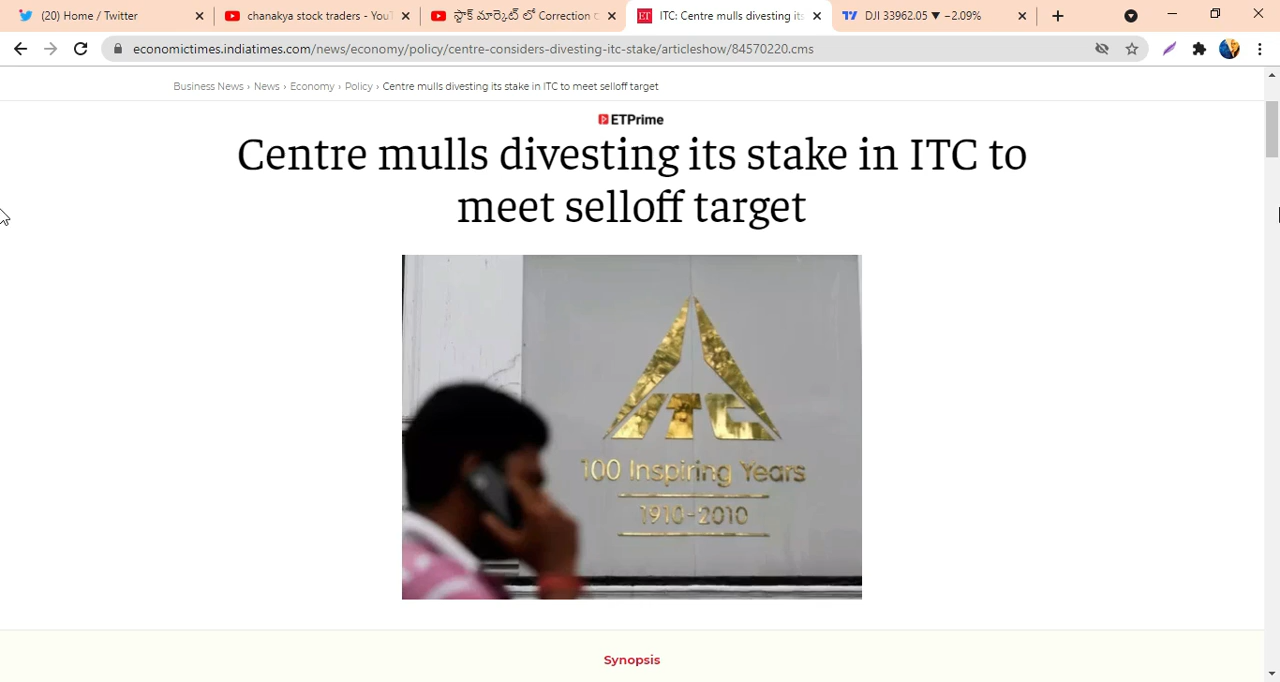 (20) Home / Twitter
chanakya stock traders - You
స్టాక్ మార్కెట్ లో Correction
ITC: Centre mulls divesting its
DJI 33962.05 ▼ −2.09%
economictimes.indiatimes.com/news/economy/policy/centre-considers-divesting-itc-stake/articleshow/84570220.cms
Business News › News › Economy › Policy › Centre mulls divesting its stake in ITC to meet selloff target
ETPrime
Centre mulls divesting its stake in ITC to
meet selloff target
ITC
100 Inspiring Years
1910-2010
Synopsis